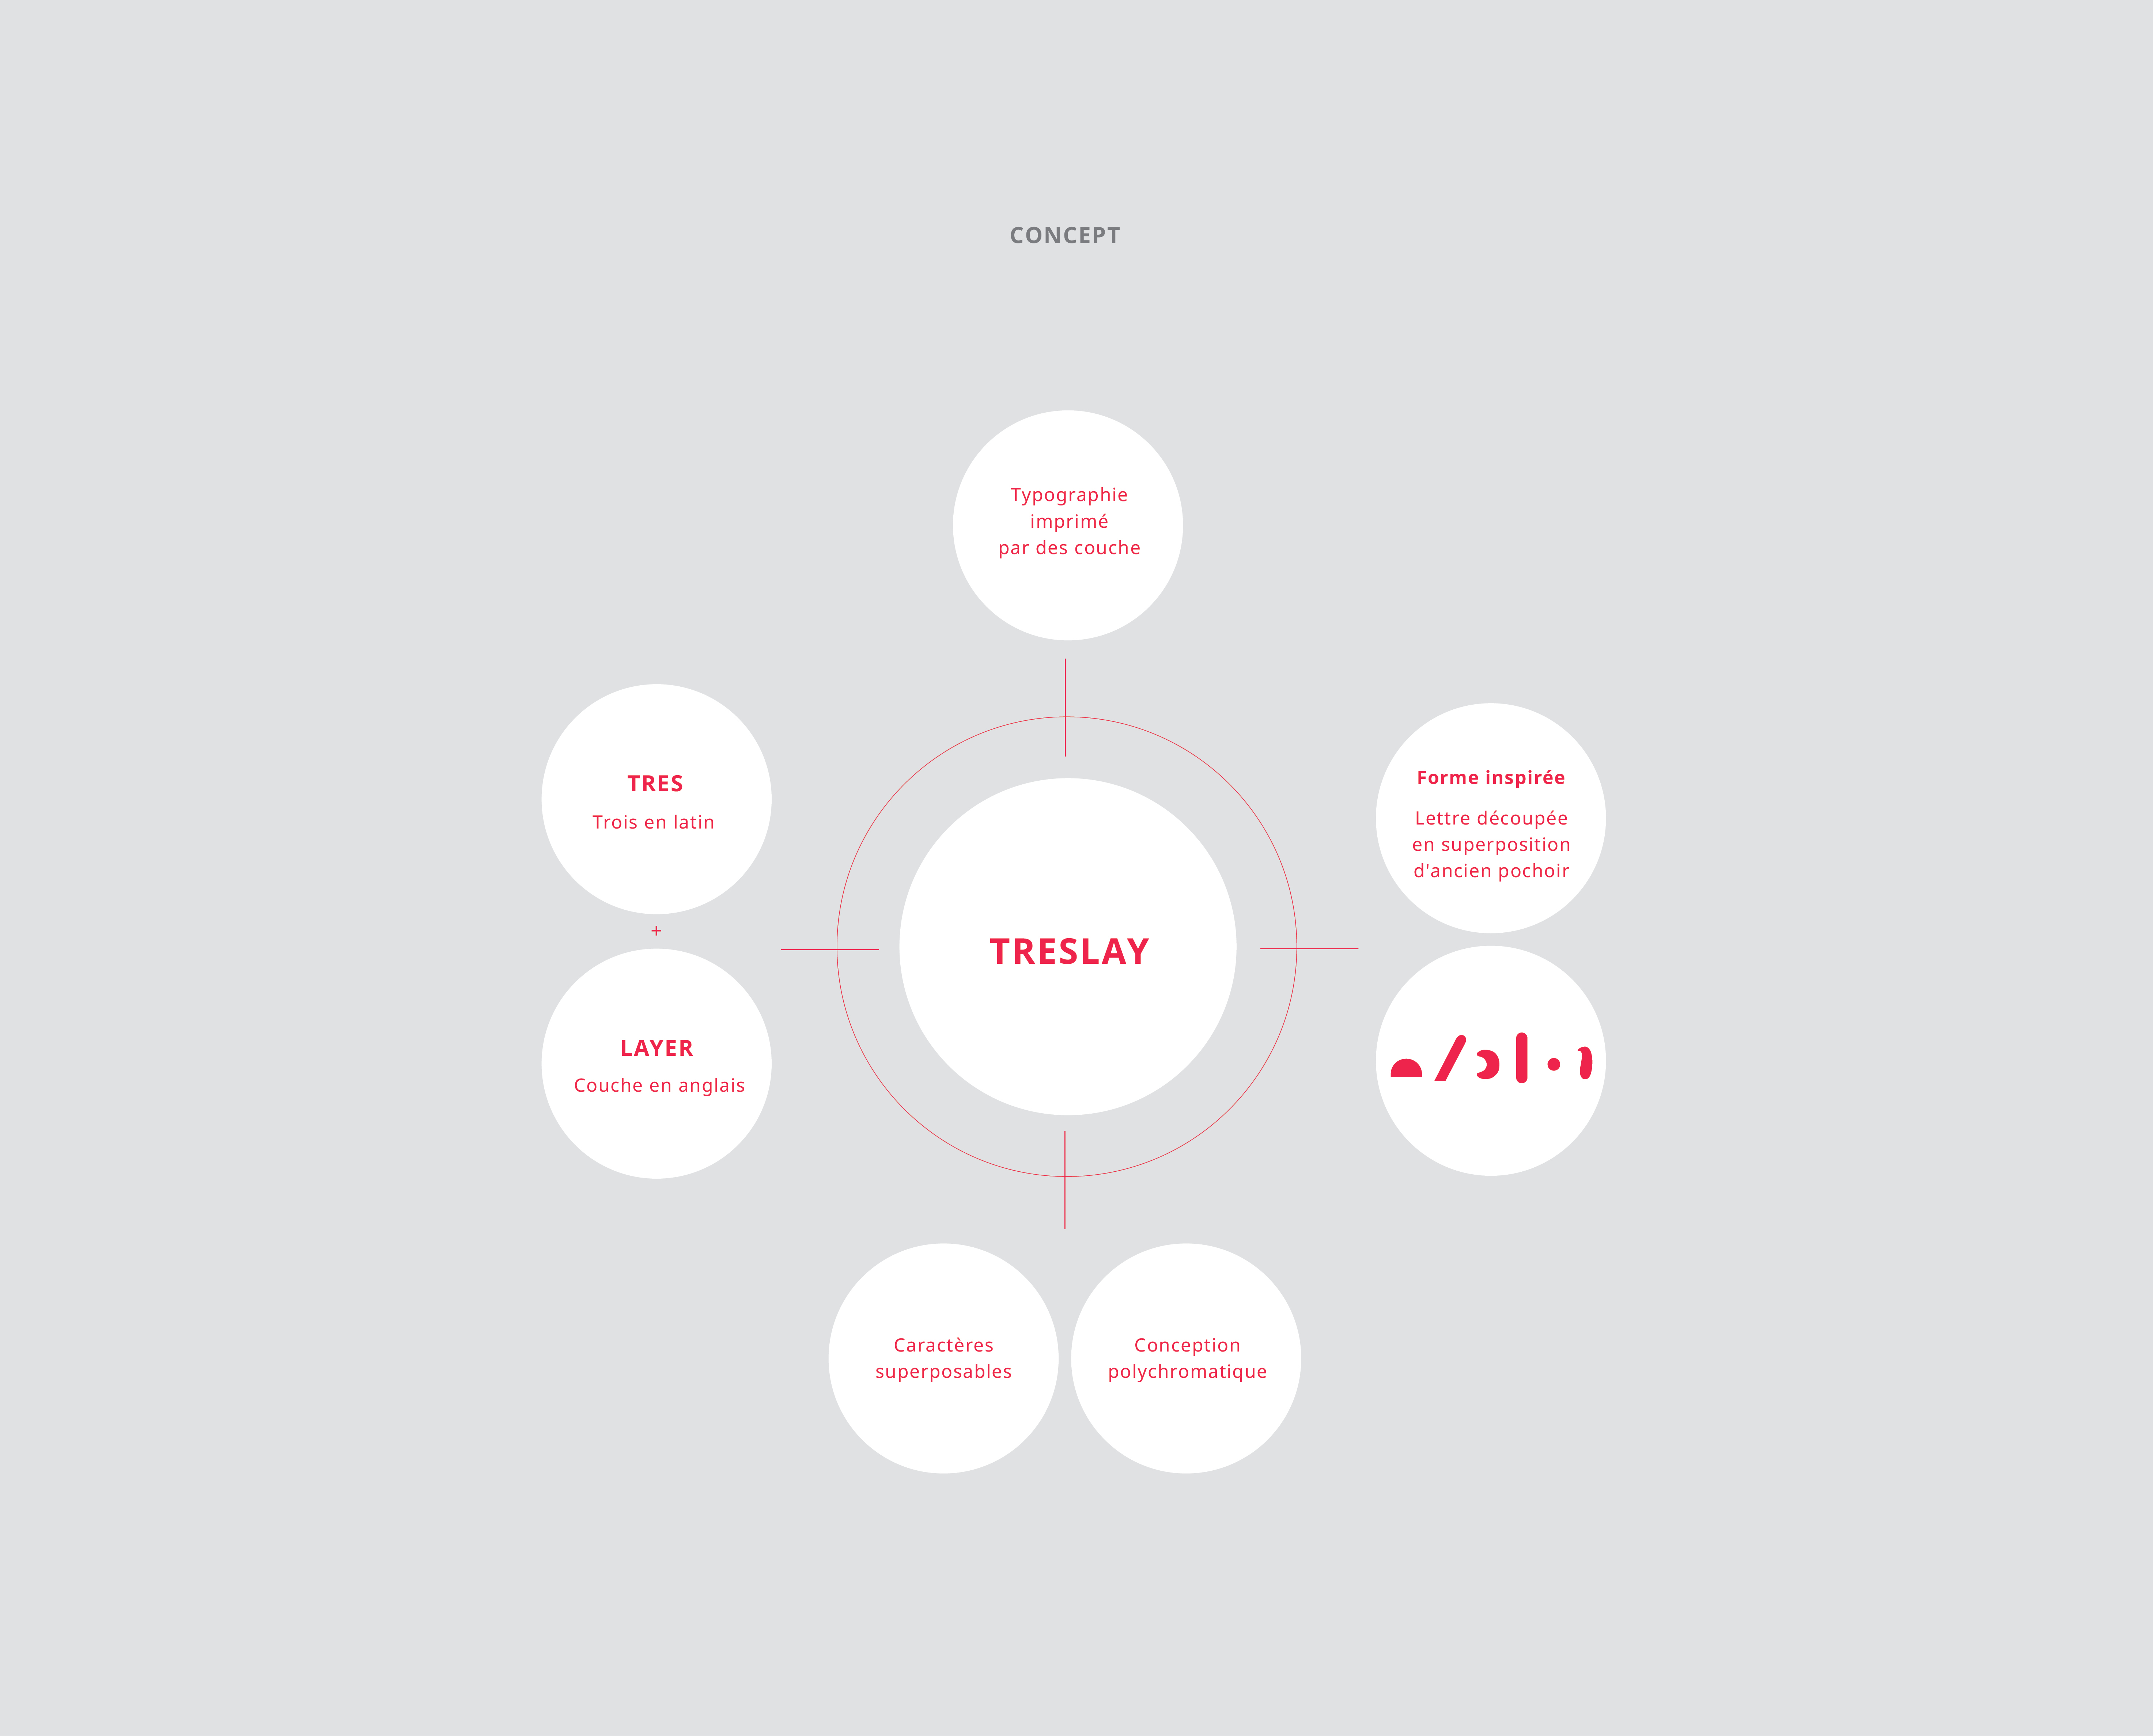 CONCEPT
Typographie
imprimé
par des couche
TRES
Trois en latin
+
LAYER
Couche en anglais
TRESLAY
Forme inspirée
Lettre découpée
en superposition
d'ancien pochoir
Caractères
superposables
Conception
polychromatique